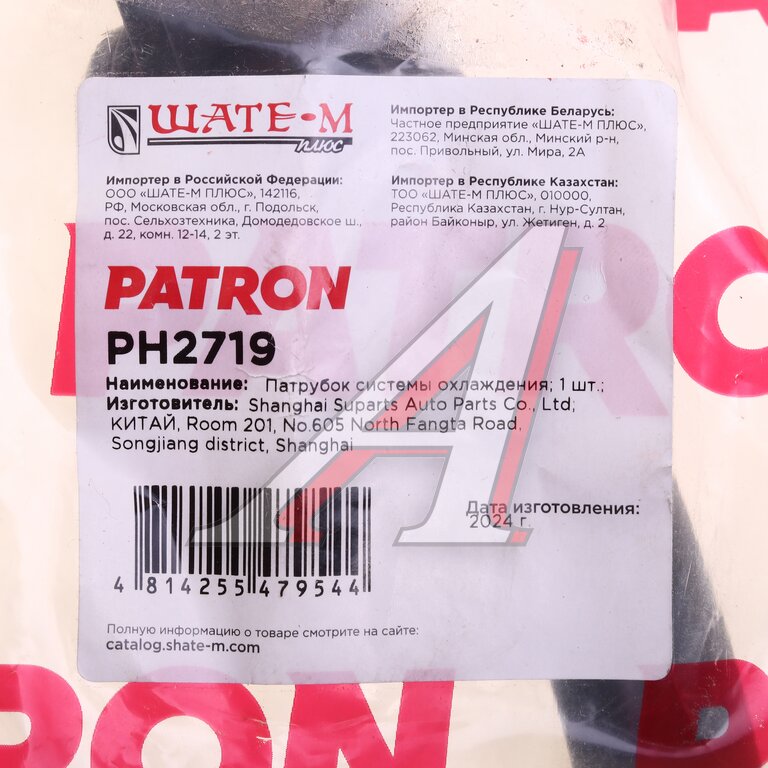 ШАТЕ-М
ПЛЮС
Импортер в Республике Беларусь:
Частное предприятие «ШАТЕ-М ПЛЮС»,
223062, Минская обл., Минский р-н,
пос. Привольный, ул. Мира, 2А
Импортер в Российской Федерации:
ООО «ШАТЕ-М ПЛЮС», 142116,
РФ, Московская обл., г. Подольск,
пос. Сельхозтехника, Домодедовское ш.,
д. 22, комн. 12-14, 2 эт.
Импортер в Республике Казахстан:
ТОО «ШАТЕ-М ПЛЮС», 010000,
Республика Казахстан, г. Нур-Султан,
район Байконыр, ул. Жетиген, д. 2
PATRON
PH2719
Наименование: Патрубок системы охлаждения; 1 шт.;
Изготовитель: Shanghai Suparts Auto Parts Co., Ltd;
КИТАЙ, Room 201, No.605 North Fangta Road,
Songjiang district, Shanghai
Дата изготовления:
2024 г.
4 814255 479544
Полную информацию о товаре смотрите на сайте:
catalog.shate-m.com
PATRO
RON